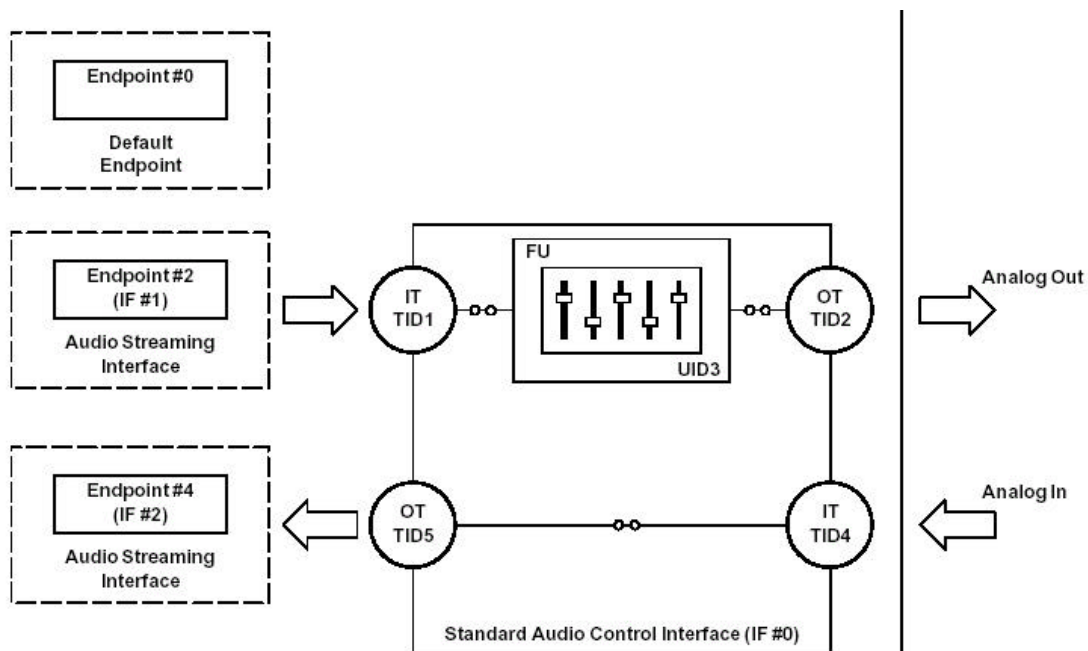 Endpoint #0
Default
Endpoint
Endpoint #2
(IF #1)
Audio Streaming
Interface
IT
TID1
FU
UID3
OT
TID2
Analog Out
Endpoint #4
(IF #2)
Audio Streaming
Interface
OT
TID5
IT
TID4
Analog In
Standard Audio Control Interface (IF #0)